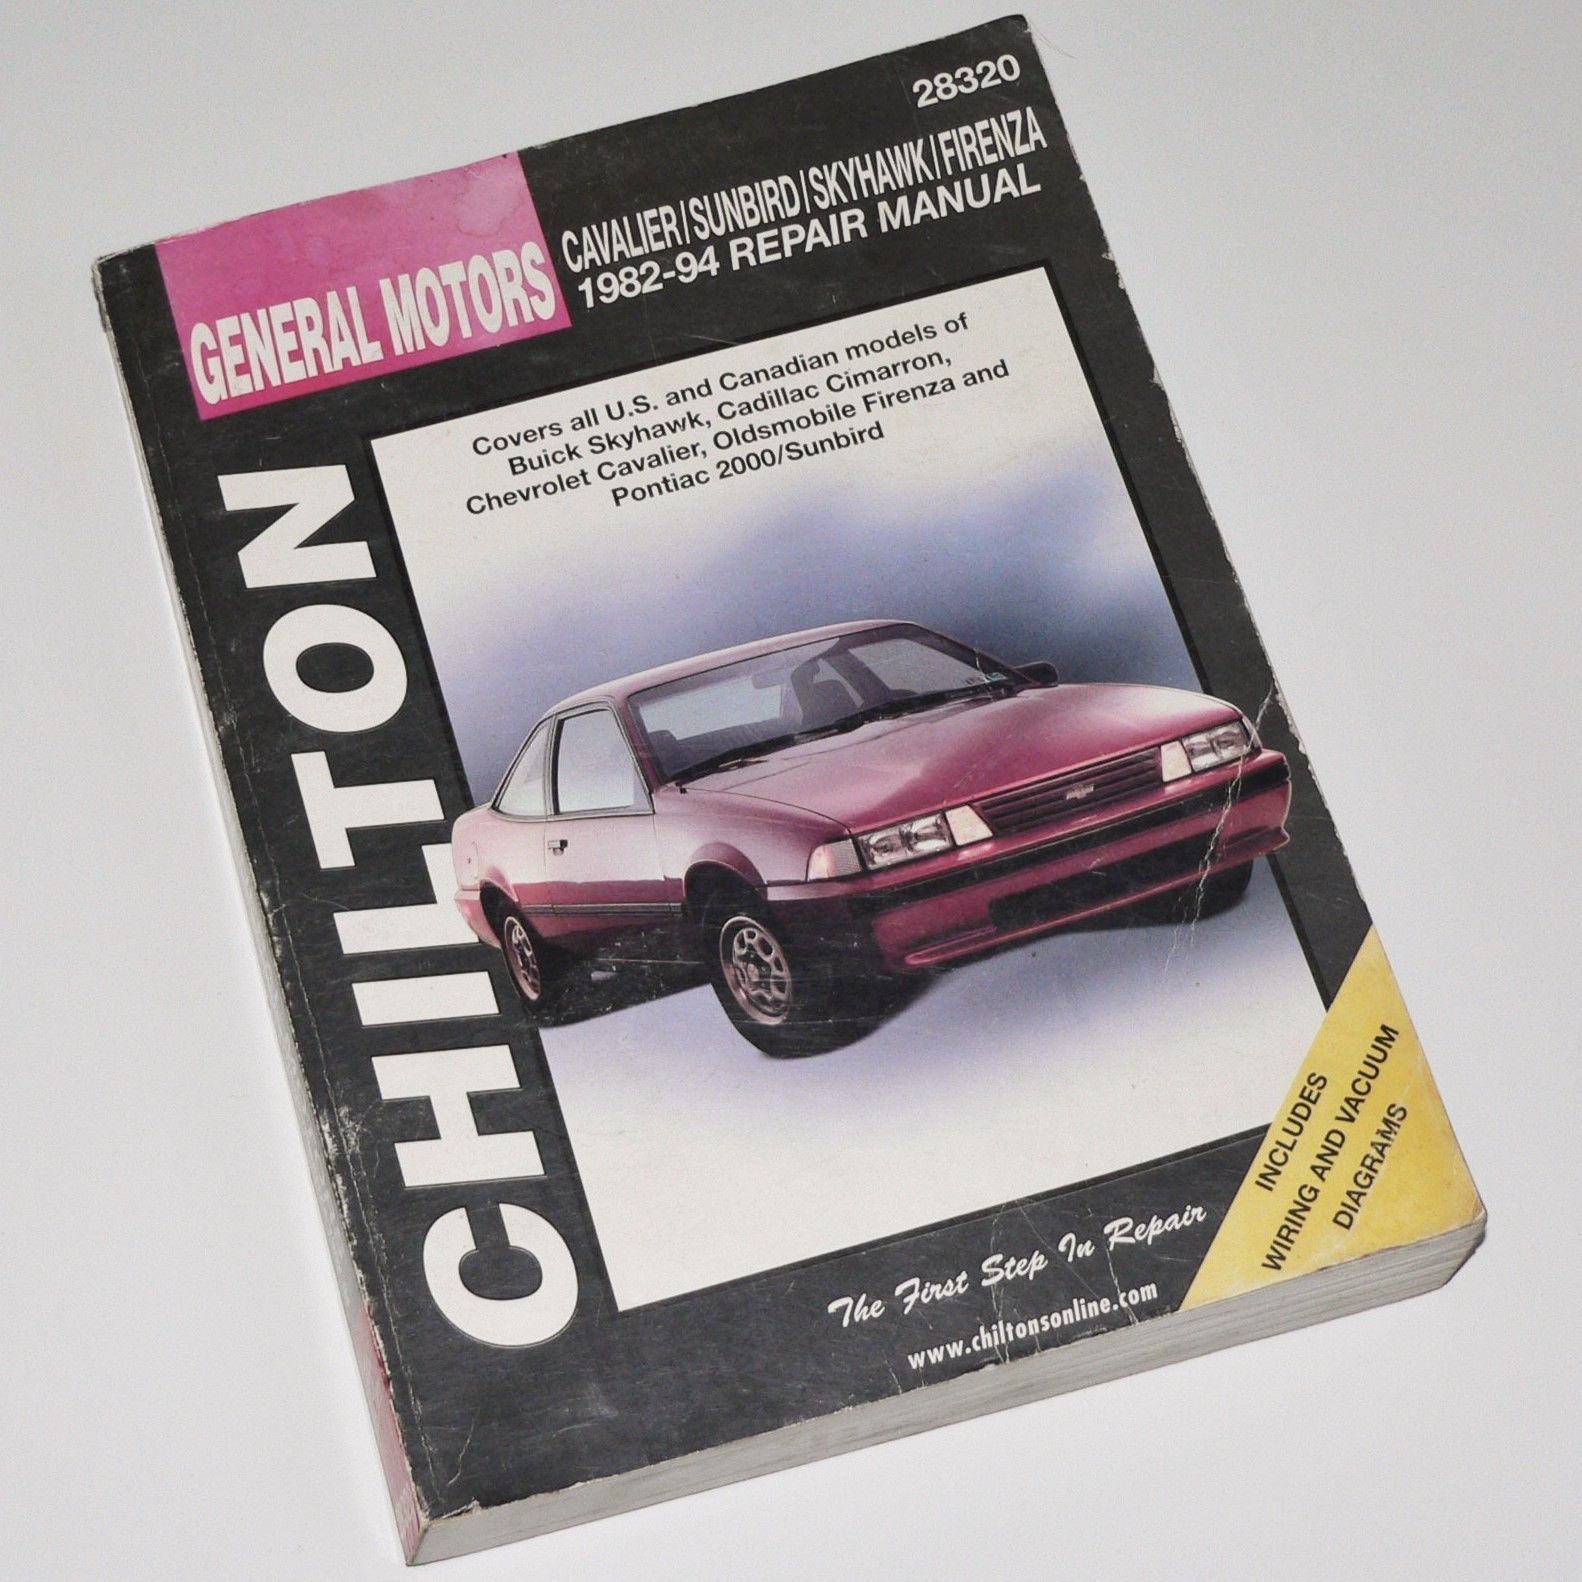 28320
GENERAL MOTORS
CAVALIER/SUNBIRD/SKYHAWK/FIRENZA
1982-94 REPAIR MANUAL
Covers all U.S. and Canadian models of
Buick Skyhawk, Cadillac Cimarron,
Chevrolet Cavalier, Oldsmobile Firenza and
Pontiac 2000/Sunbird
CHILTON
INCLUDES
WIRING AND VACUUM
DIAGRAMS
The First Step In Repair
www.chiltonsonline.com